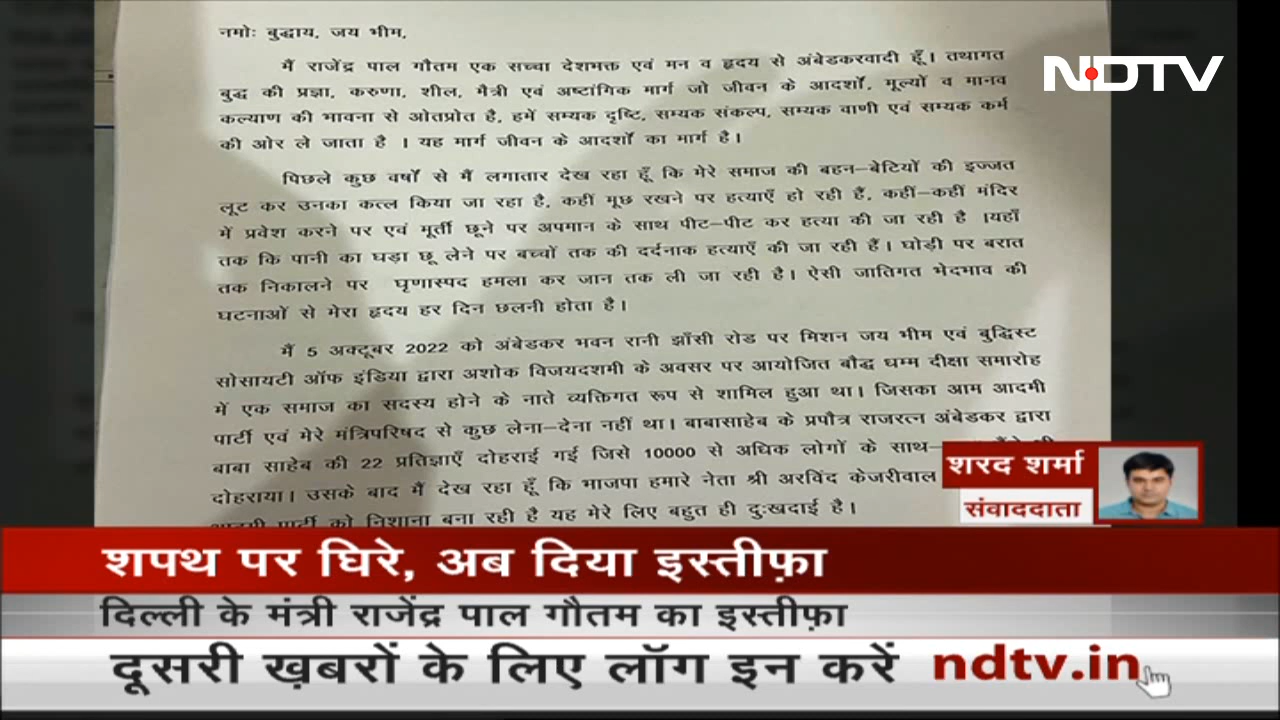 नमोः बुद्धाय, जय भीम,
मैं राजेंद्र पाल गौतम एक सच्चा देशभक्त एवं मन व हृदय से अंबेडकरवादी हूँ। तथागत
बुद्ध की प्रज्ञा, करुणा, शील, मैत्री एवं अष्टांगिक मार्ग जो जीवन के आदर्शों, मूल्यों व मानव
कल्याण की भावना से ओतप्रोत है, हमें सम्यक दृष्टि, सम्यक संकल्प, सम्यक वाणी एवं सम्यक कर्म
की ओर ले जाता है । यह मार्ग जीवन के आदर्शों का मार्ग है।
पिछले कुछ वर्षों से मैं लगातार देख रहा हूँ कि मेरे समाज की बहन–बेटियों की इज्जत
लूट कर उनका कत्ल किया जा रहा है, कहीं मूछ रखने पर हत्याएँ हो रही हैं, कहीं–कहीं मंदिर
में प्रवेश करने पर एवं मूर्ती छूने पर अपमान के साथ पीट–पीट कर हत्या की जा रही है ।यहाँ
तक कि पानी का घड़ा छू लेने पर बच्चों तक की दर्दनाक हत्याएँ की जा रही हैं। घोड़ी पर बरात
तक निकालने पर घृणास्पद हमला कर जान तक ली जा रही है। ऐसी जातिगत भेदभाव की
घटनाओं से मेरा हृदय हर दिन छलनी होता है।
मैं 5 अक्टूबर 2022 को अंबेडकर भवन रानी झाँसी रोड पर मिशन जय भीम एवं बुद्धिस्ट
सोसायटी ऑफ इंडिया द्वारा अशोक विजयदशमी के अवसर पर आयोजित बौद्ध धम्म दीक्षा समारोह
में एक समाज का सदस्य होने के नाते व्यक्तिगत रूप से शामिल हुआ था। जिसका आम आदमी
पार्टी एवं मेरे मंत्रिपरिषद से कुछ लेना–देना नहीं था। बाबासाहेब के प्रपौत्र राजरत्न अंबेडकर द्वारा
बाबा साहेब की 22 प्रतिज्ञाएँ दोहराई गई जिसे 10000 से अधिक लोगों के साथ–
दोहराया। उसके बाद मैं देख रहा हूँ कि भाजपा हमारे नेता श्री अरविंद केजरीवाल
पार्टी को निशाना बना रही है यह मेरे लिए बहुत ही दुःखदाई है।
NDTV
शरद शर्मा
संवाददाता
शपथ पर घिरे, अब दिया इस्तीफ़ा
दिल्ली के मंत्री राजेंद्र पाल गौतम का इस्तीफ़ा
दूसरी ख़बरों के लिए लॉग इन करें ndtv.in